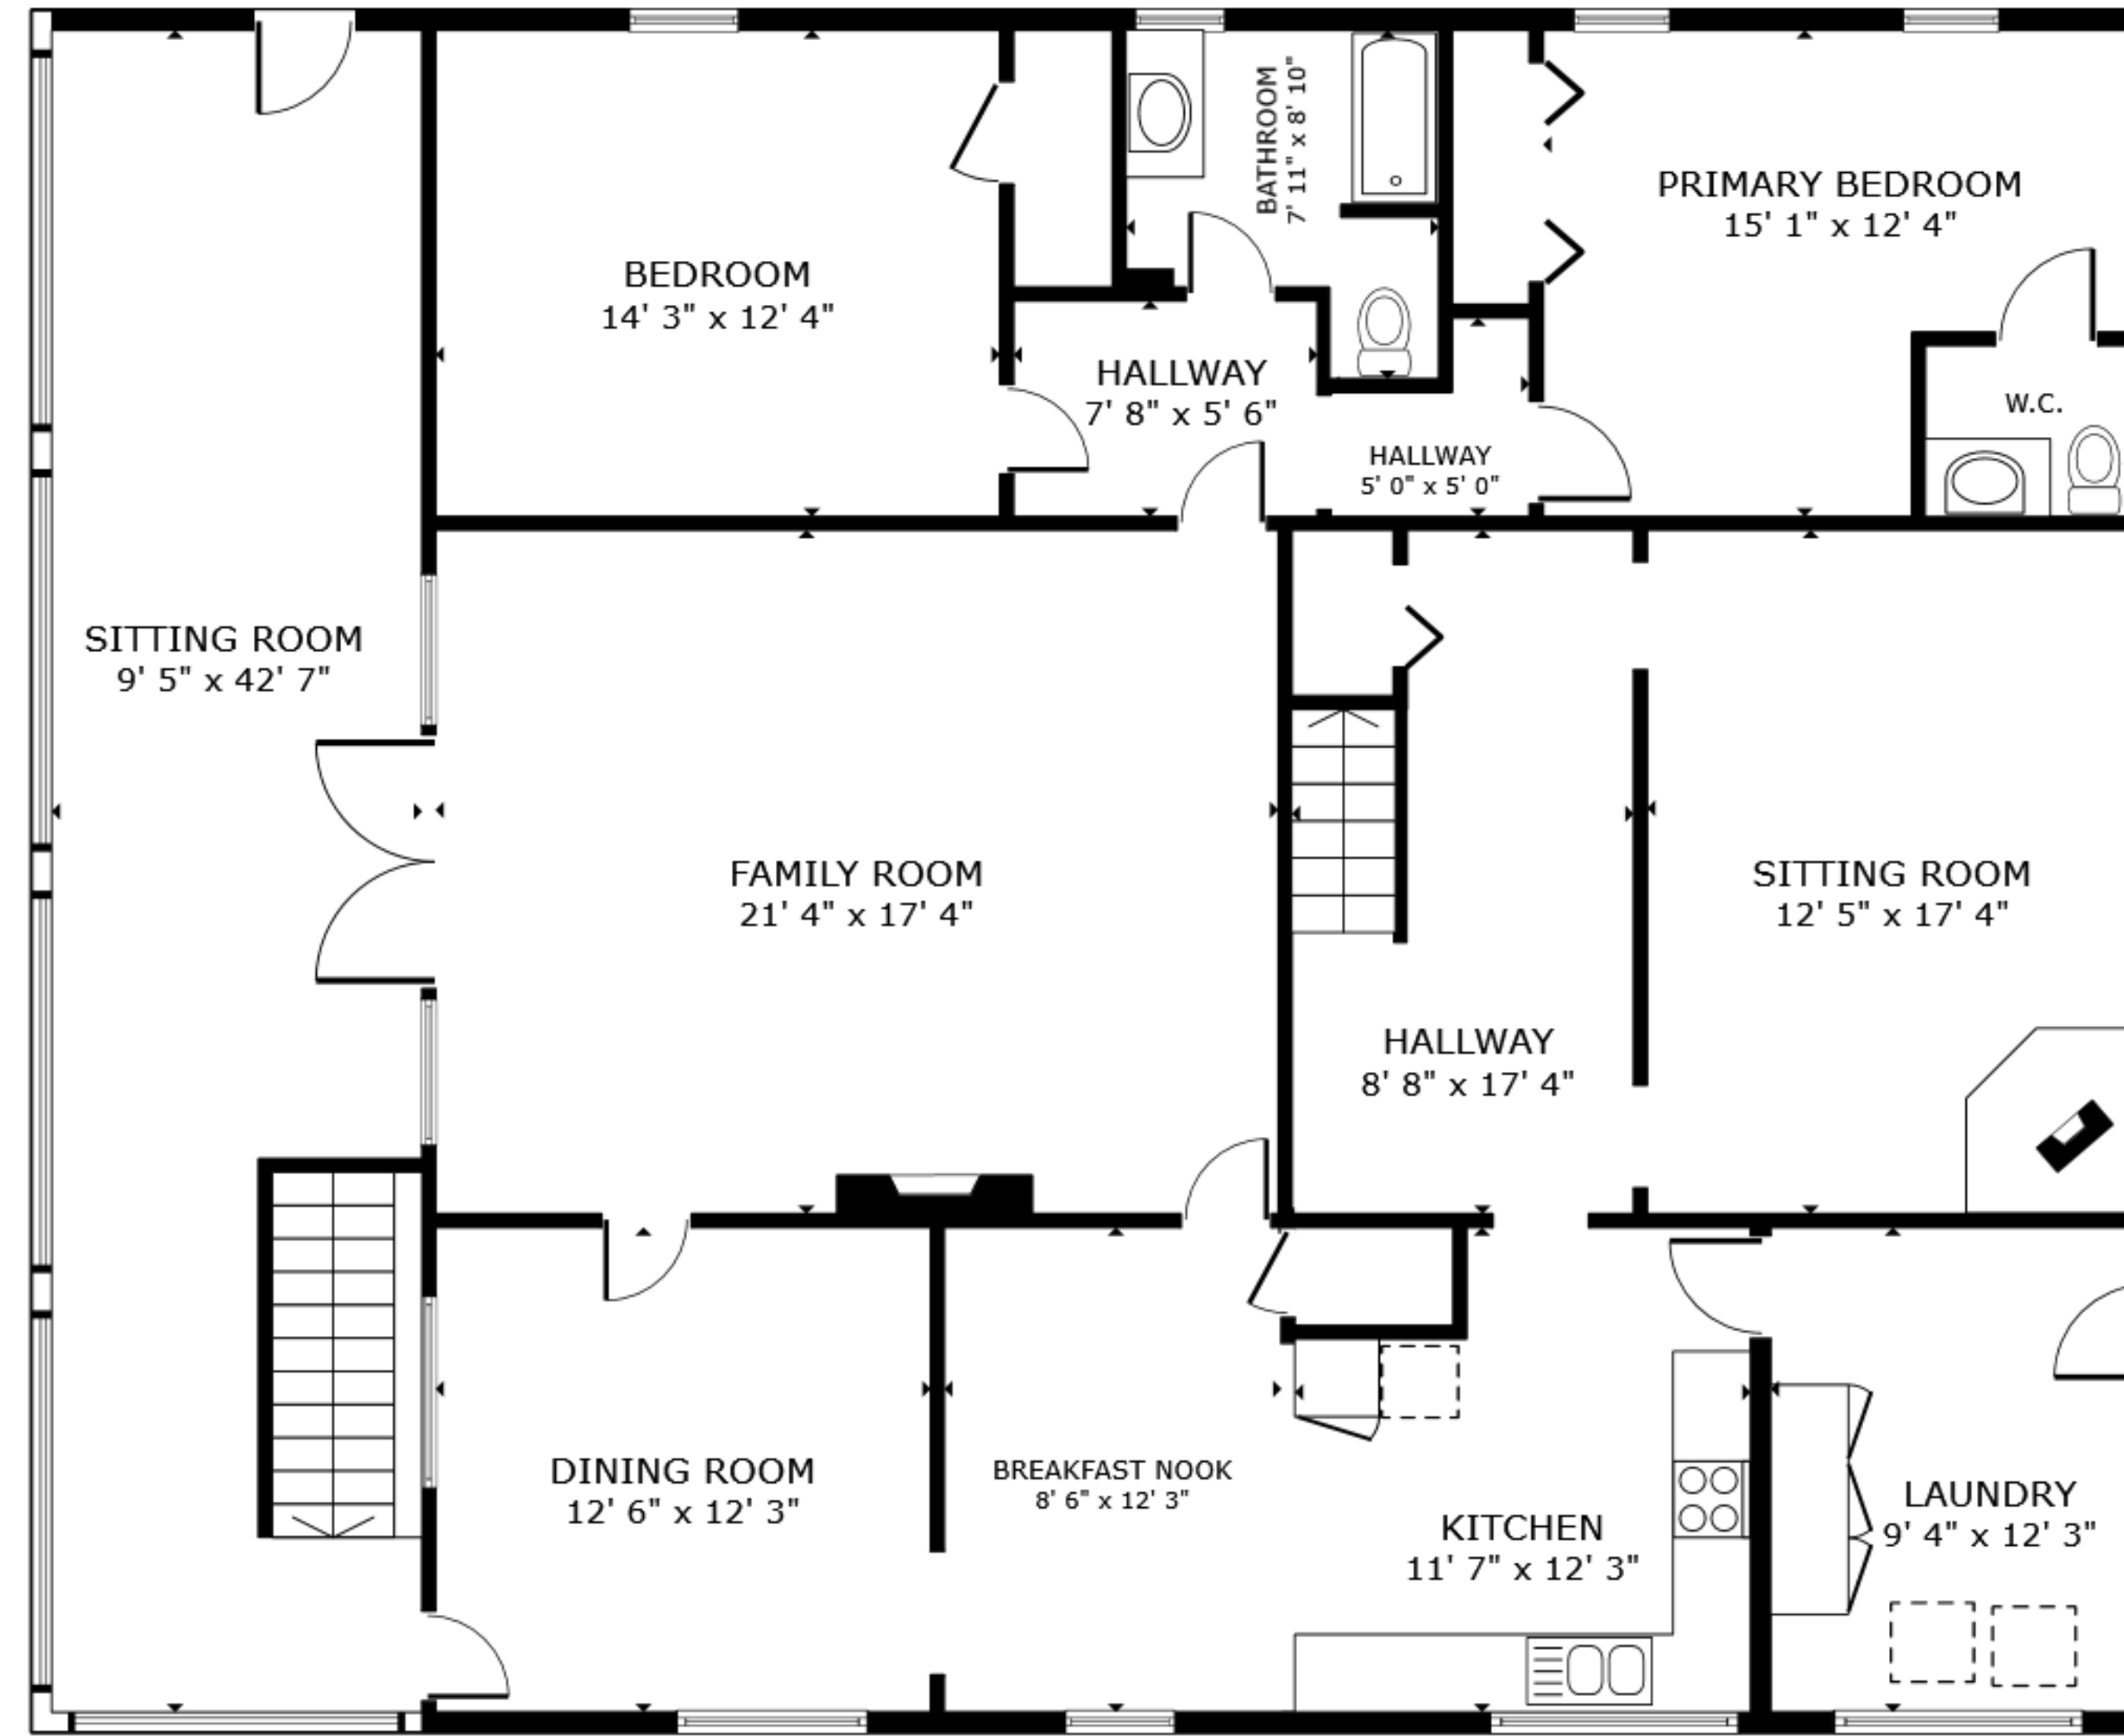 BATHROOM
7' 11" x 8' 10"
PRIMARY BEDROOM
15' 1" x 12' 4"
BEDROOM
14' 3" x 12' 4"
HALLWAY
7' 8" x 5' 6"
W.C.
HALLWAY
5' 0" x 5' 0"
SITTING ROOM
9' 5" x 42' 7"
FAMILY ROOM
21' 4" x 17' 4"
SITTING ROOM
12' 5" x 17' 4"
HALLWAY
8' 8" x 17' 4"
DINING ROOM
12' 6" x 12' 3"
BREAKFAST NOOK
8' 6" x 12' 3"
KITCHEN
11' 7" x 12' 3"
LAUNDRY
9' 4" x 12' 3"